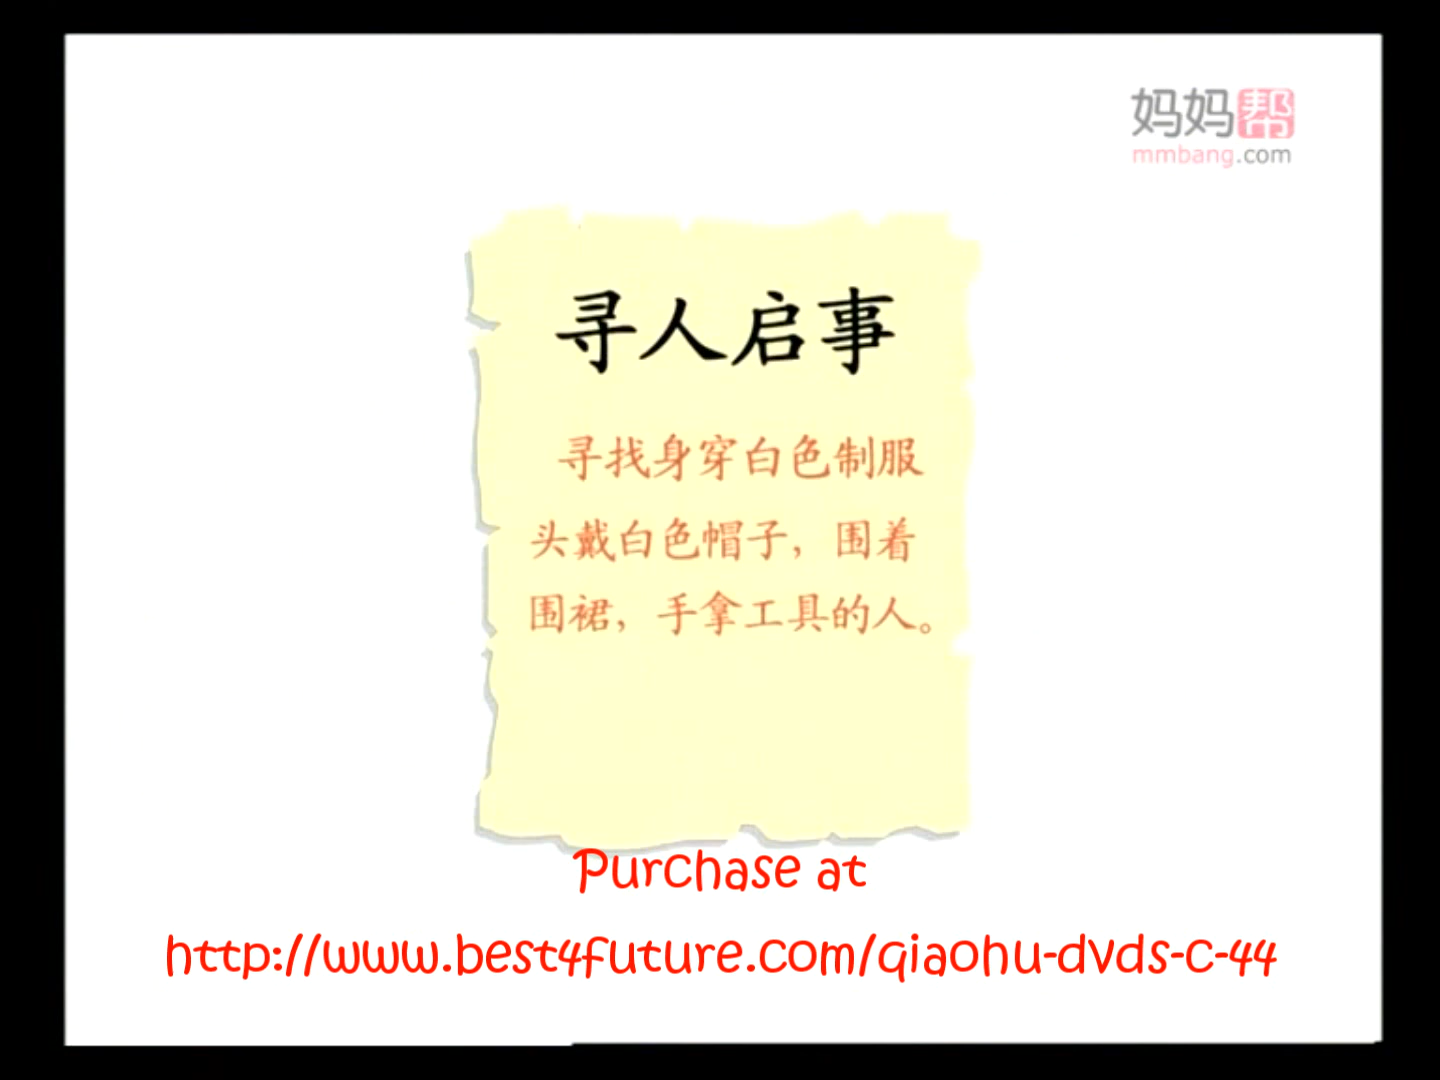 妈妈帮
mmbang.com
寻人启事
寻找身穿白色制服
头戴白色帽子，围着
围裙，手拿工具的人。
Purchase at
http://www.best4future.com/qiaohu-dvds-c-44